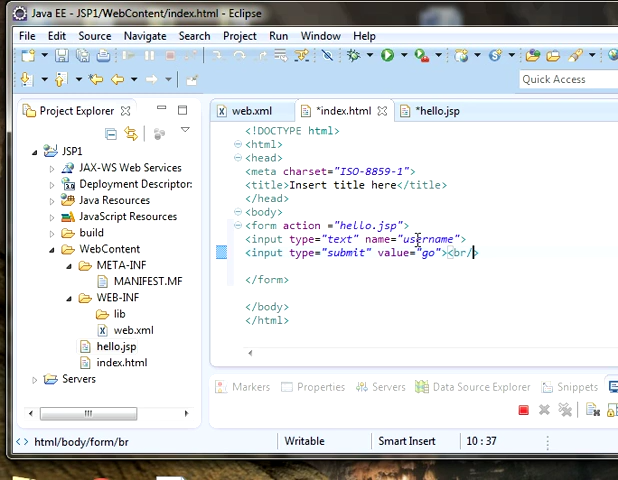 Java EE - JSP1/WebContent/index.html - Eclipse
File Edit Source Navigate Search Project Run Window Help
Quick Access
Project Explorer
web.xml
*index.html
*hello.jsp
JSP1
JAX-WS Web Services
Deployment Descriptor:
Java Resources
JavaScript Resources
build
WebContent
META-INF
MANIFEST.MF
WEB-INF
lib
web.xml
hello.jsp
index.html
Servers
<!DOCTYPE html>
<html>
<head>
<meta charset="ISO-8859-1">
<title>Insert title here</title>
</head>
<body>
<form action ="hello.jsp">
<input type="text" name="username">
<input type="submit" value="go"><br/>
</form>
</body>
</html>
Markers Properties Servers Data Source Explorer Snippets
html/body/form/br
Writable
Smart Insert
10 : 37